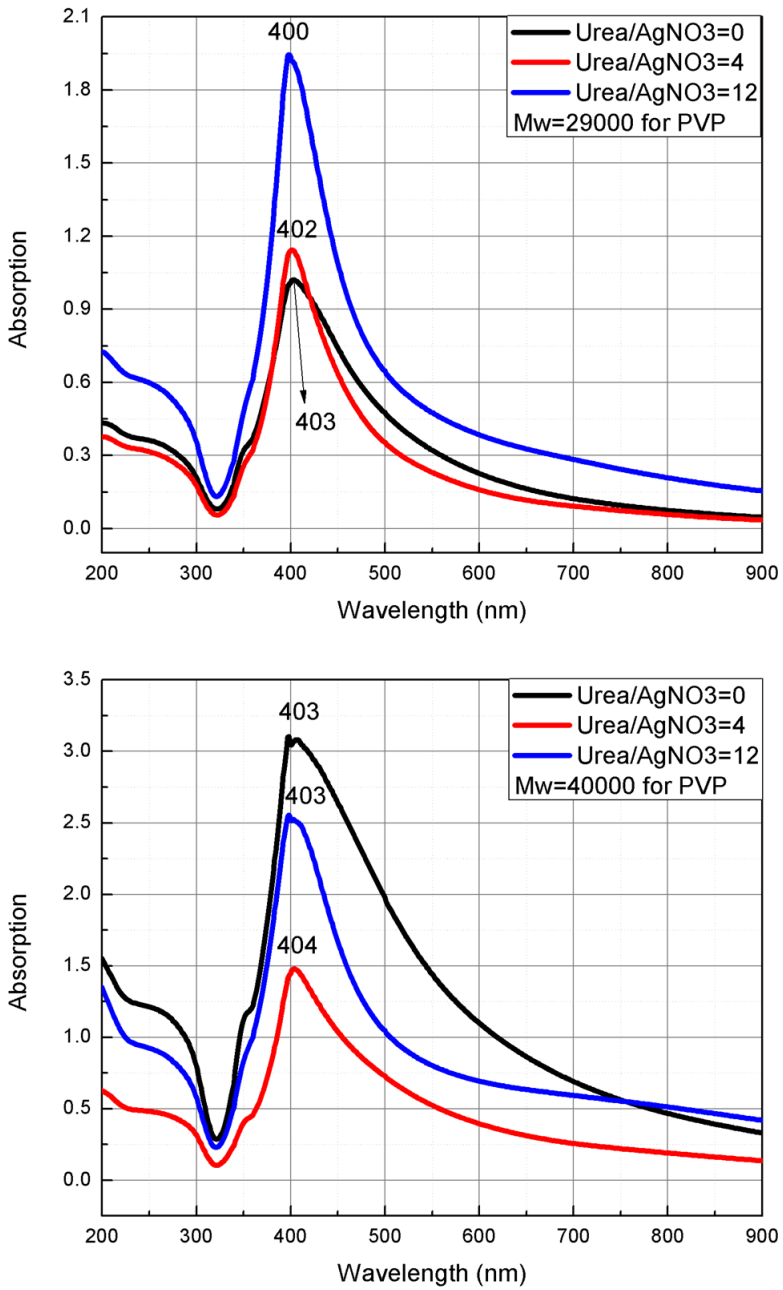 2.1
1.8
1.5
1.2
0.9
0.6
0.3
0.0
Absorption
400
402
403
Urea/AgNO3=0
Urea/AgNO3=4
Urea/AgNO3=12
Mw=29000 for PVP
200 300 400 500 600 700 800 900
Wavelength (nm)
3.5
3.0
2.5
2.0
1.5
1.0
0.5
0.0
Absorption
403
403
404
Urea/AgNO3=0
Urea/AgNO3=4
Urea/AgNO3=12
Mw=40000 for PVP
200 300 400 500 600 700 800 900
Wavelength (nm)